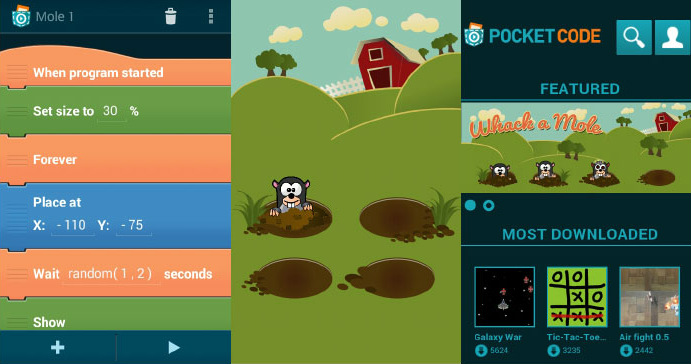 Mole 1
When program started
Set size to 30 %
Forever
Place at
X: - 110 Y: - 75
Wait random( 1 , 2 ) seconds
Show
POCKET CODE
FEATURED
Whack a Mole
MOST DOWNLOADED
Galaxy War
Tic-Tac-Toe...
Air fight 0.5
5624
3235
2442